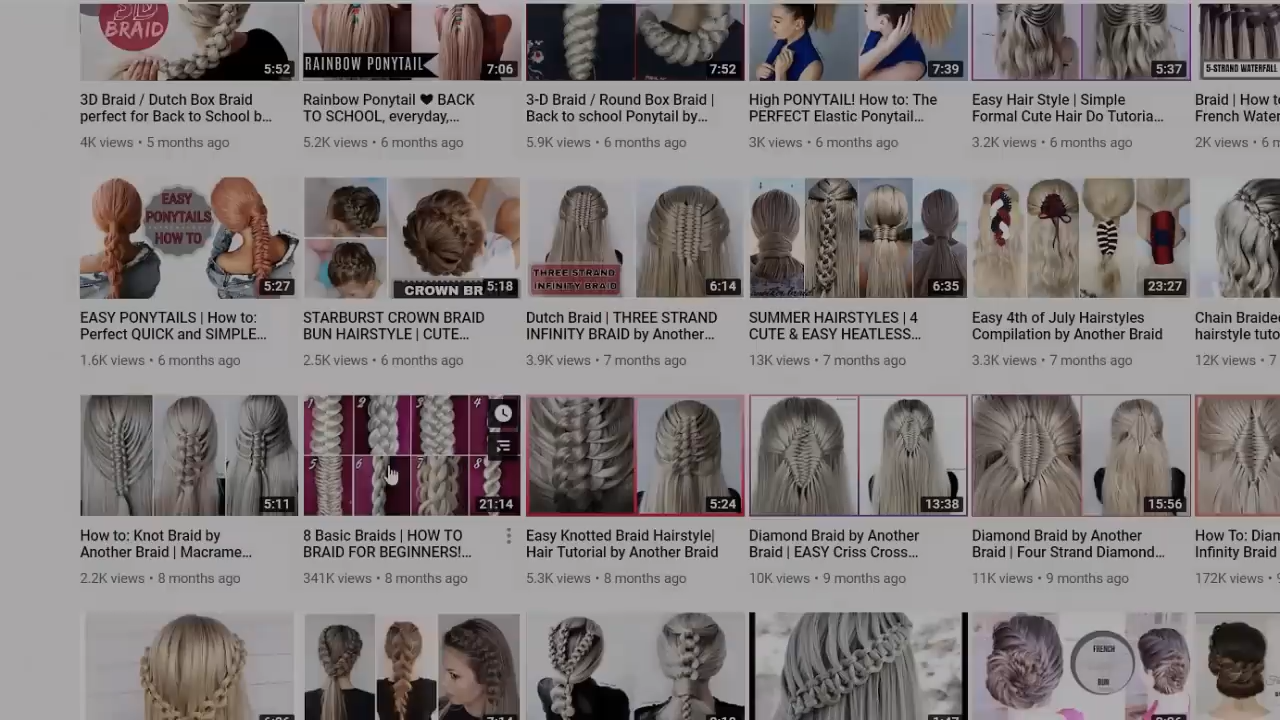 3D
BRAID
5:52
RAINBOW PONYTAIL
7:06
7:52
7:39
5:37
5-STRAND WATERFALL
3D Braid / Dutch Box Braid
perfect for Back to School b...
4K views • 5 months ago
Rainbow Ponytail ♥ BACK
TO SCHOOL, everyday,...
5.2K views • 6 months ago
3-D Braid / Round Box Braid |
Back to school Ponytail by...
5.9K views • 6 months ago
High PONYTAIL! How to: The
PERFECT Elastic Ponytail...
3K views • 6 months ago
Easy Hair Style | Simple
Formal Cute Hair Do Tutoria...
3.2K views • 6 months ago
Braid | How to
French Water
2K views • 6 m
EASY
PONYTAILS
HOW TO
5:27
CROWN BR
5:18
THREE STRAND
INFINITY BRAID
6:14
6:35
23:27
EASY PONYTAILS | How to:
Perfect QUICK and SIMPLE...
1.6K views • 6 months ago
STARBURST CROWN BRAID
BUN HAIRSTYLE | CUTE...
2.5K views • 6 months ago
Dutch Braid | THREE STRAND
INFINITY BRAID by Another...
3.9K views • 7 months ago
SUMMER HAIRSTYLES | 4
CUTE & EASY HEATLESS...
13K views • 7 months ago
Easy 4th of July Hairstyles
Compilation by Another Braid
3.3K views • 7 months ago
Chain Braided
hairstyle tuto
12K views • 7
5:11
1 2 3 4
5 6 7 8
21:14
5:24
13:38
15:56
How to: Knot Braid by
Another Braid | Macrame...
2.2K views • 8 months ago
8 Basic Braids | HOW TO
BRAID FOR BEGINNERS!...
341K views • 8 months ago
Easy Knotted Braid Hairstyle|
Hair Tutorial by Another Braid
5.3K views • 8 months ago
Diamond Braid by Another
Braid | EASY Criss Cross...
10K views • 9 months ago
Diamond Braid by Another
Braid | Four Strand Diamond...
11K views • 9 months ago
How To: Diam
Infinity Braid
172K views • 9
FRENCH
BUN